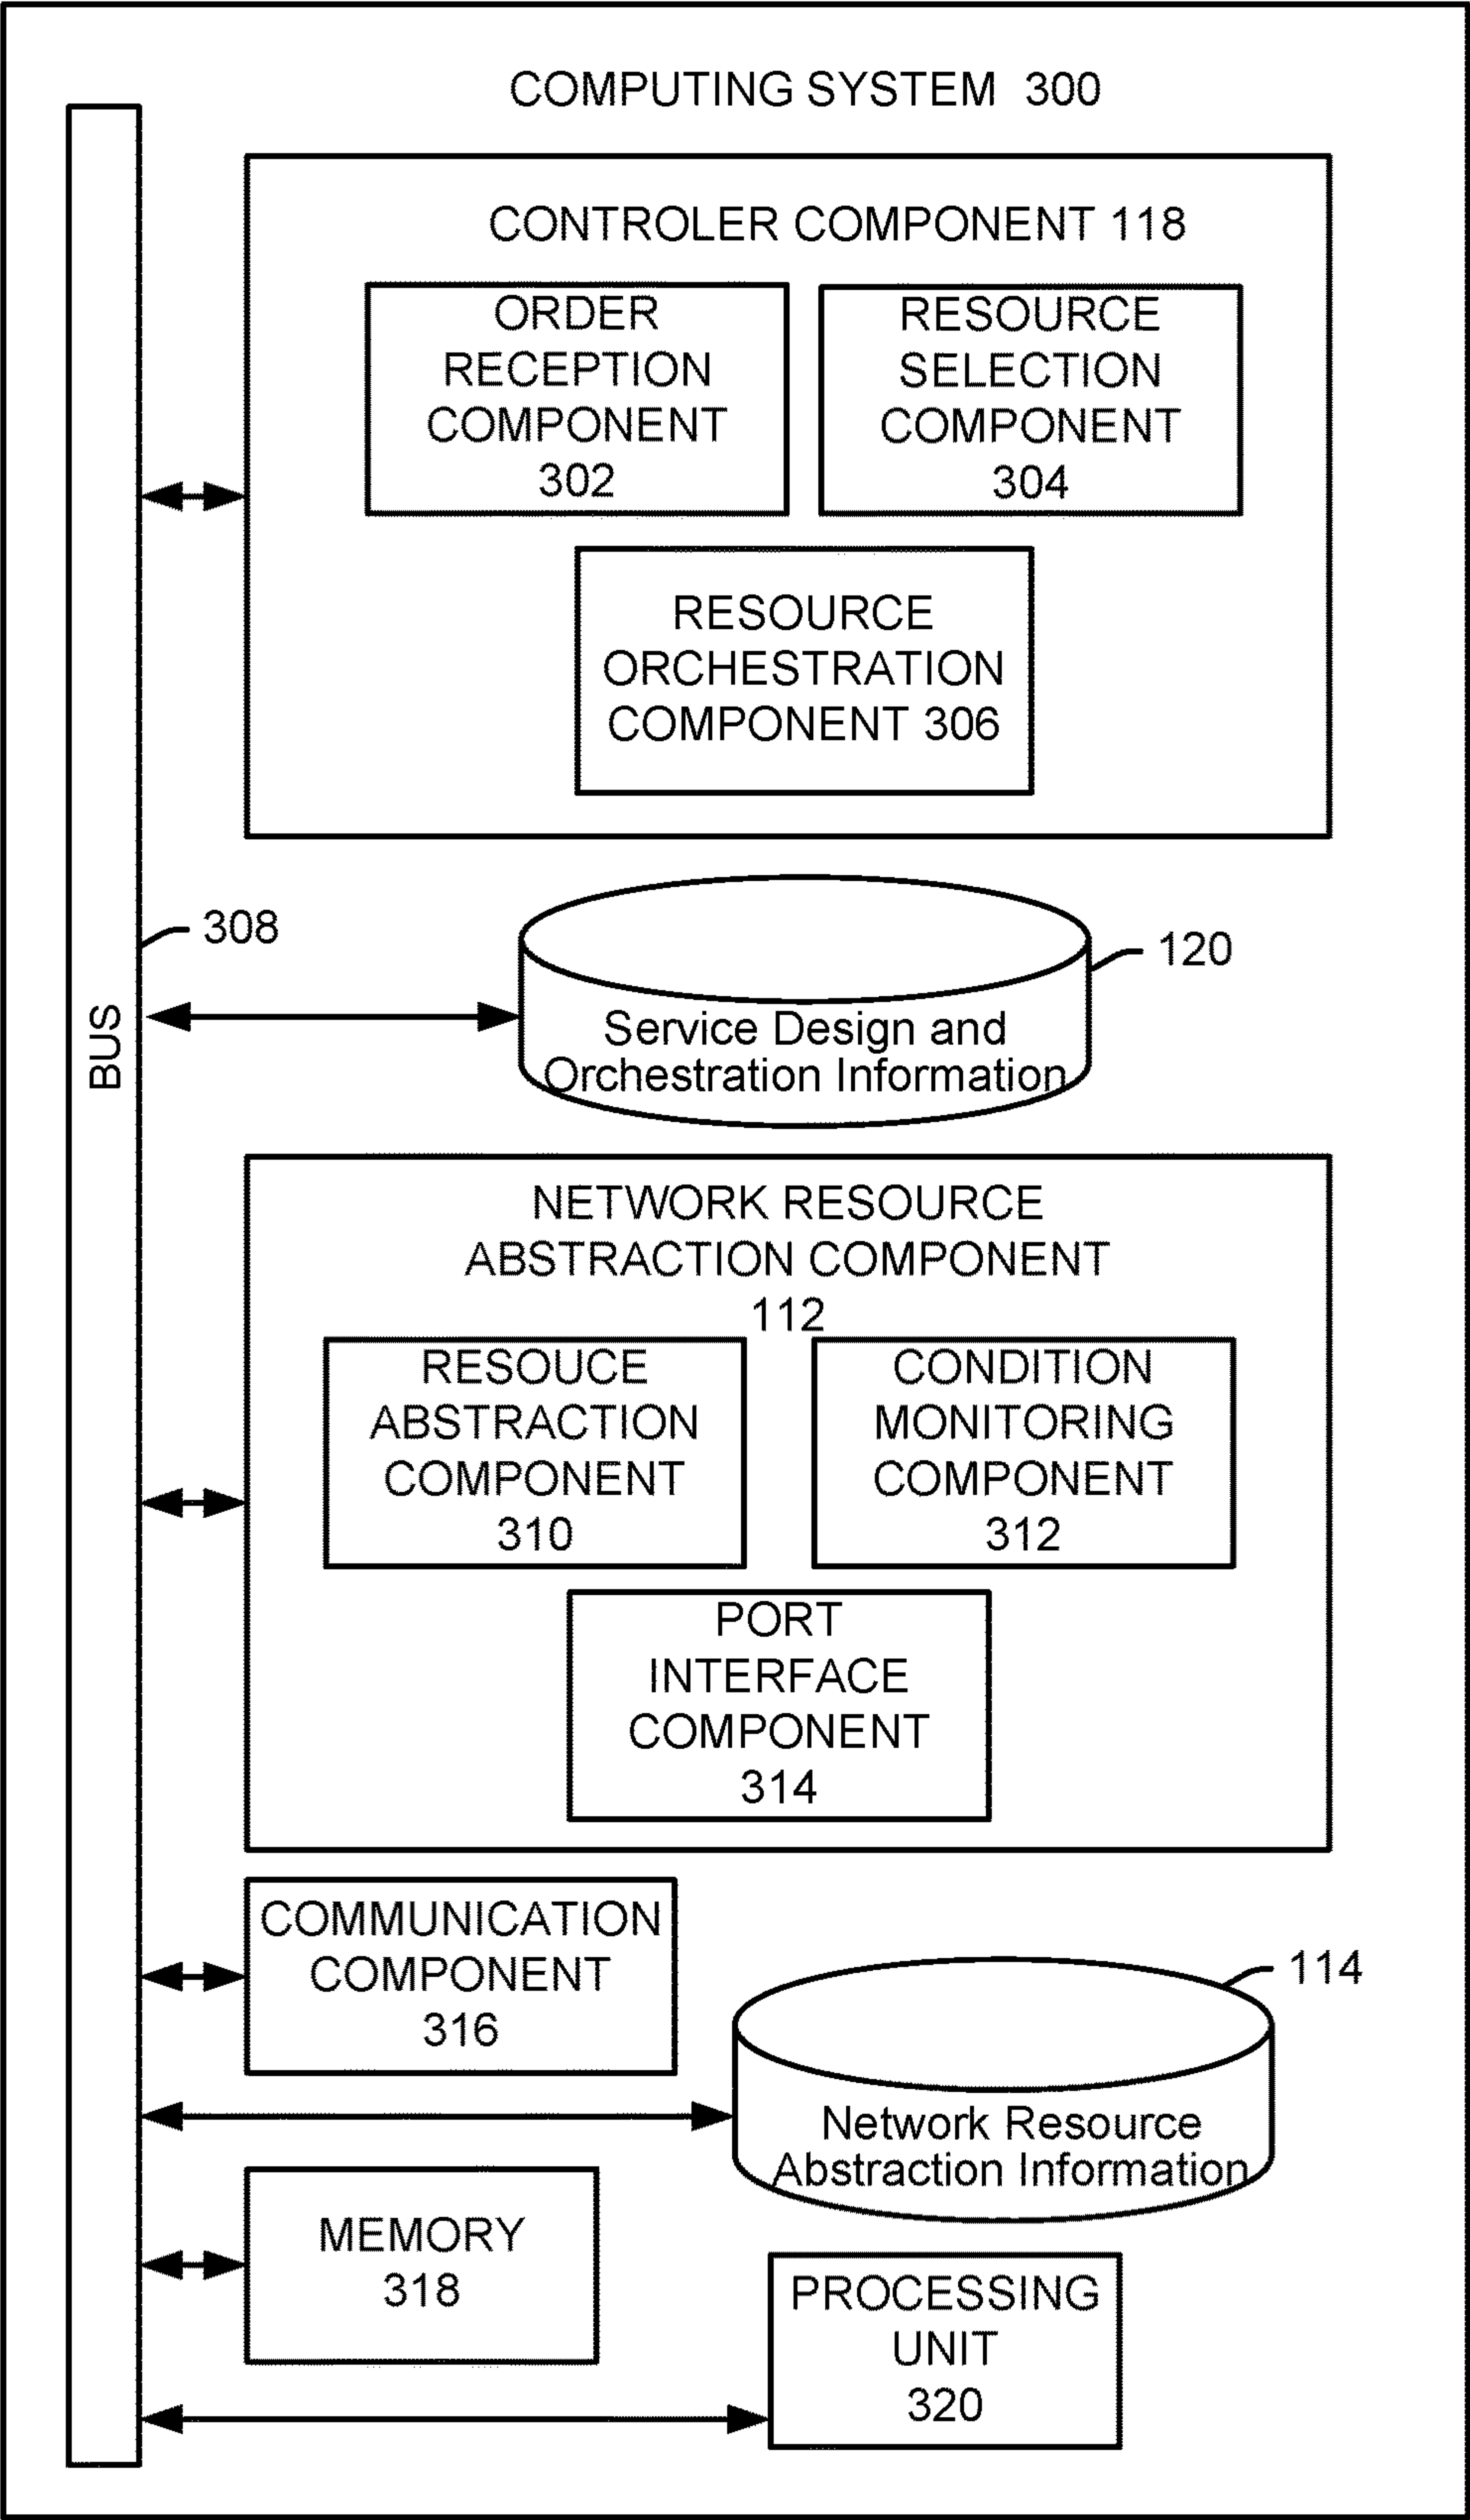 COMPUTING SYSTEM 300
CONTROLER COMPONENT 118
ORDER
RECEPTION
COMPONENT
302
RESOURCE
SELECTION
COMPONENT
304
RESOURCE
ORCHESTRATION
COMPONENT 306
308
120
BUS
Service Design and
Orchestration Information
NETWORK RESOURCE
ABSTRACTION COMPONENT
112
RESOUCE
ABSTRACTION
COMPONENT
310
CONDITION
MONITORING
COMPONENT
312
PORT
INTERFACE
COMPONENT
314
COMMUNICATION
COMPONENT
316
114
Network Resource
Abstraction Information
MEMORY
318
PROCESSING
UNIT
320